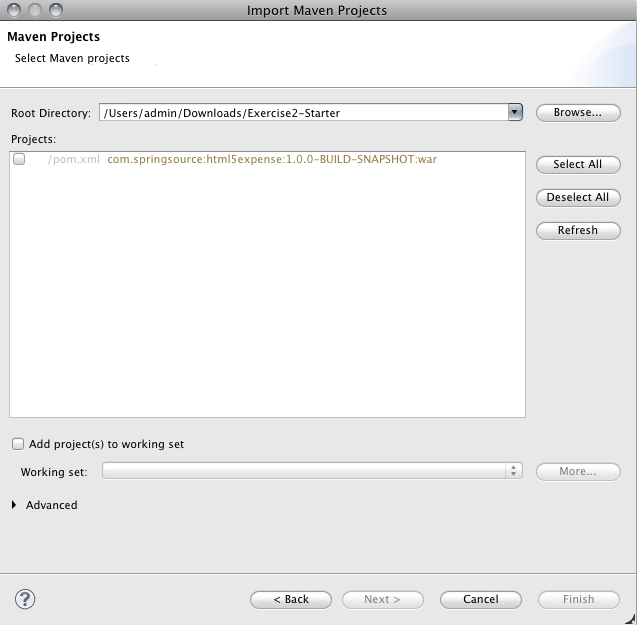 Import Maven Projects
Maven Projects
Select Maven projects
Root Directory: /Users/admin/Downloads/Exercise2-Starter Browse...
Projects:
/pom.xml com.springsource:html5expense:1.0.0-BUILD-SNAPSHOT:war
Select All
Deselect All
Refresh
Add project(s) to working set
Working set: More...
Advanced
? < Back Next > Cancel Finish